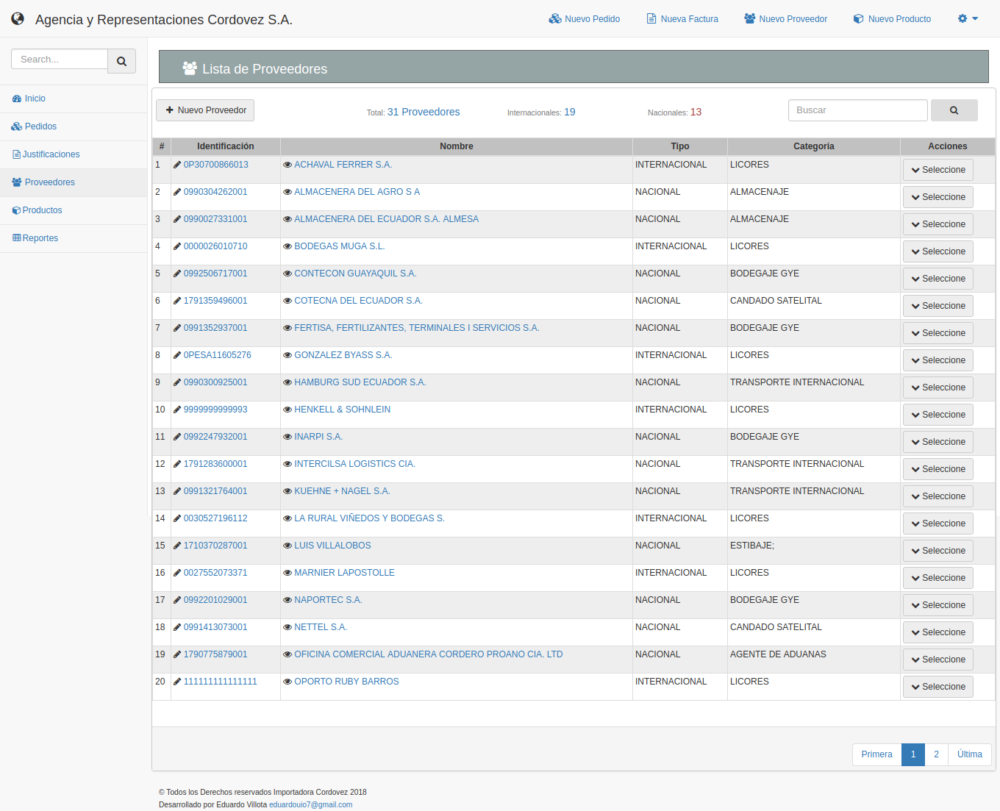 Agencia y Representaciones Cordovez S.A. Nuevo Pedido Nueva Factura Nuevo Proveedor Nuevo Producto
Search...
Inicio
Pedidos
Justificaciones
Proveedores
Productos
Reportes
Lista de Proveedores
Nuevo Proveedor Total: 31 Proveedores Internacionales: 19 Nacionales: 13 Buscar
# Identificación Nombre Tipo Categoria Acciones
1 0P30700866013 ACHAVAL FERRER S.A. INTERNACIONAL LICORES Seleccione
2 0990304262001 ALMACENERA DEL AGRO S A NACIONAL ALMACENAJE Seleccione
3 0990027331001 ALMACENERA DEL ECUADOR S.A. ALMESA NACIONAL ALMACENAJE Seleccione
4 0000026010710 BODEGAS MUGA S.L. INTERNACIONAL LICORES Seleccione
5 0992506717001 CONTECON GUAYAQUIL S.A. NACIONAL BODEGAJE GYE Seleccione
6 1791359496001 COTECNA DEL ECUADOR S.A. NACIONAL CANDADO SATELITAL Seleccione
7 0991352937001 FERTISA, FERTILIZANTES, TERMINALES I SERVICIOS S.A. NACIONAL BODEGAJE GYE Seleccione
8 0PESA11605276 GONZALEZ BYASS S.A. INTERNACIONAL LICORES Seleccione
9 0990300925001 HAMBURG SUD ECUADOR S.A. NACIONAL TRANSPORTE INTERNACIONAL Seleccione
10 9999999999993 HENKELL & SOHNLEIN INTERNACIONAL LICORES Seleccione
11 0992247932001 INARPI S.A. NACIONAL BODEGAJE GYE Seleccione
12 1791283600001 INTERCILSA LOGISTICS CIA. NACIONAL TRANSPORTE INTERNACIONAL Seleccione
13 0991321764001 KUEHNE + NAGEL S.A. NACIONAL TRANSPORTE INTERNACIONAL Seleccione
14 0030527196112 LA RURAL VIÑEDOS Y BODEGAS S. INTERNACIONAL LICORES Seleccione
15 1710370287001 LUIS VILLALOBOS NACIONAL ESTIBAJE; Seleccione
16 0027552073371 MARNIER LAPOSTOLLE INTERNACIONAL LICORES Seleccione
17 0992201029001 NAPORTEC S.A. NACIONAL BODEGAJE GYE Seleccione
18 0991413073001 NETTEL S.A. NACIONAL CANDADO SATELITAL Seleccione
19 1790775879001 OFICINA COMERCIAL ADUANERA CORDERO PROANO CIA. LTD NACIONAL AGENTE DE ADUANAS Seleccione
20 111111111111111 OPORTO RUBY BARROS INTERNACIONAL LICORES Seleccione
Primera 1 2 Última
© Todos los Derechos reservados Importadora Cordovez 2018
Desarrollado por Eduardo Villota eduardouio7@gmail.com